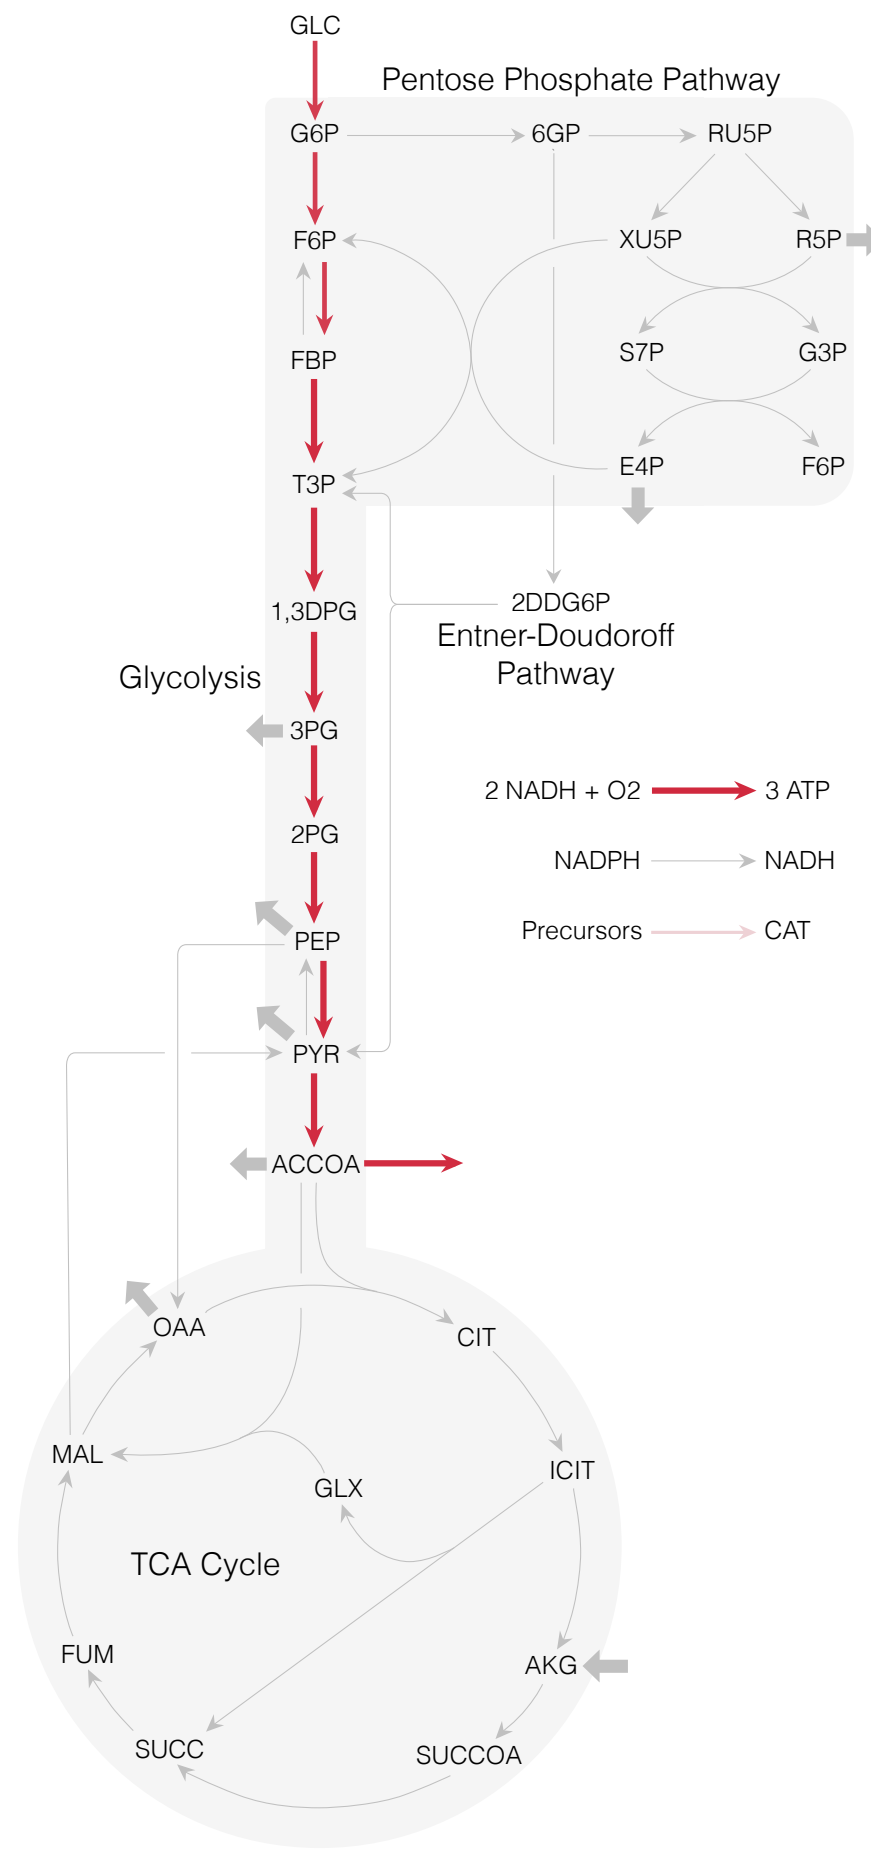 GLC
Pentose Phosphate Pathway
G6P
6GP
RU5P
F6P
XU5P
R5P
FBP
S7P
G3P
T3P
E4P
F6P
1,3DPG
2DDG6P
Entner-Doudoroff
Pathway
Glycolysis
3PG
2 NADH + O2
3 ATP
2PG
NADPH
NADH
PEP
Precursors
CAT
PYR
ACCOA
OAA
CIT
MAL
ICIT
GLX
TCA Cycle
FUM
AKG
SUCC
SUCCOA